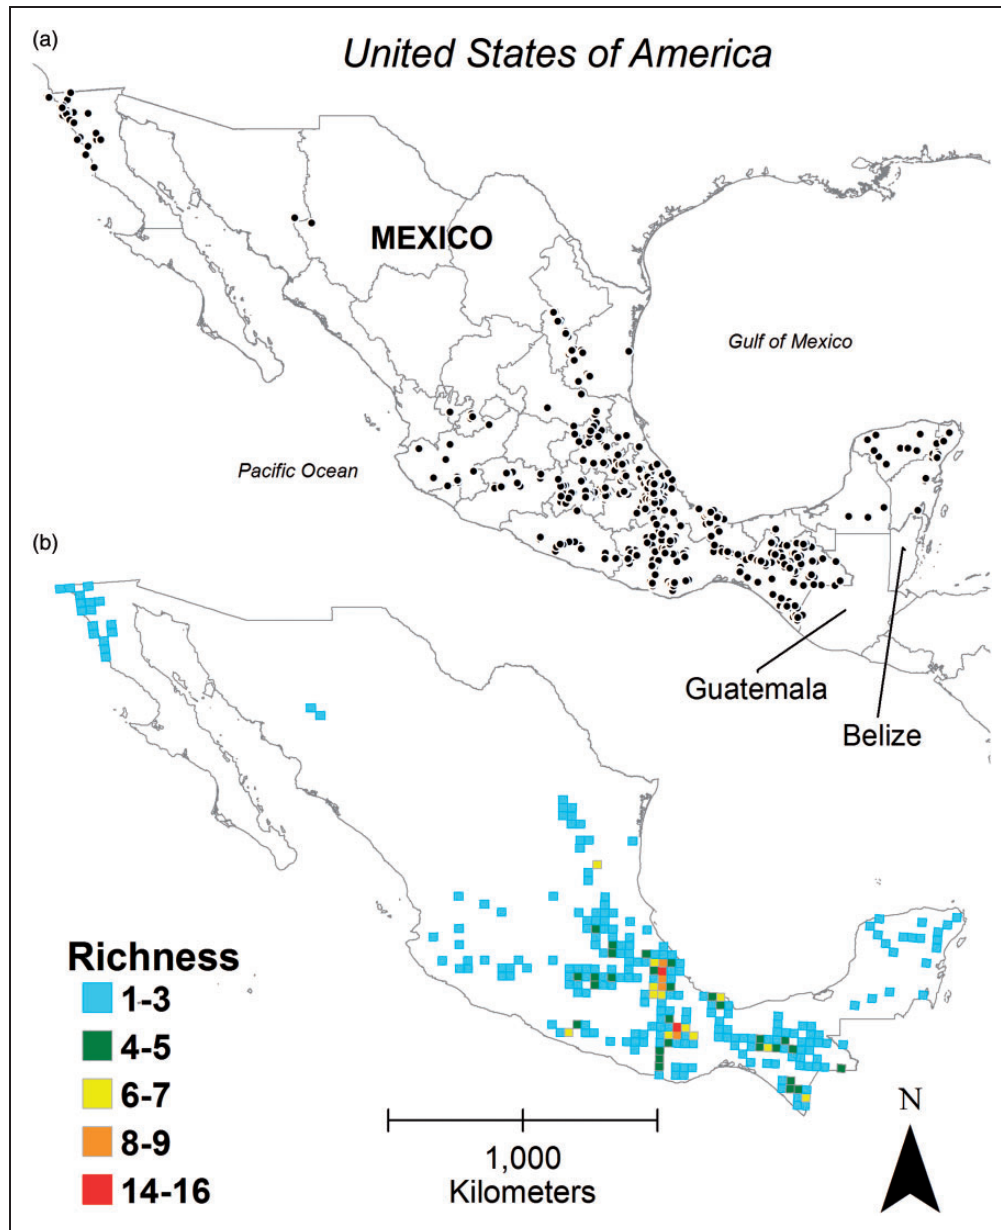 (a)
United States of America
MEXICO
Gulf of Mexico
Pacific Ocean
(b)
Guatemala
Belize
Richness
1-3
4-5
6-7
8-9
14-16
1,000
Kilometers
N